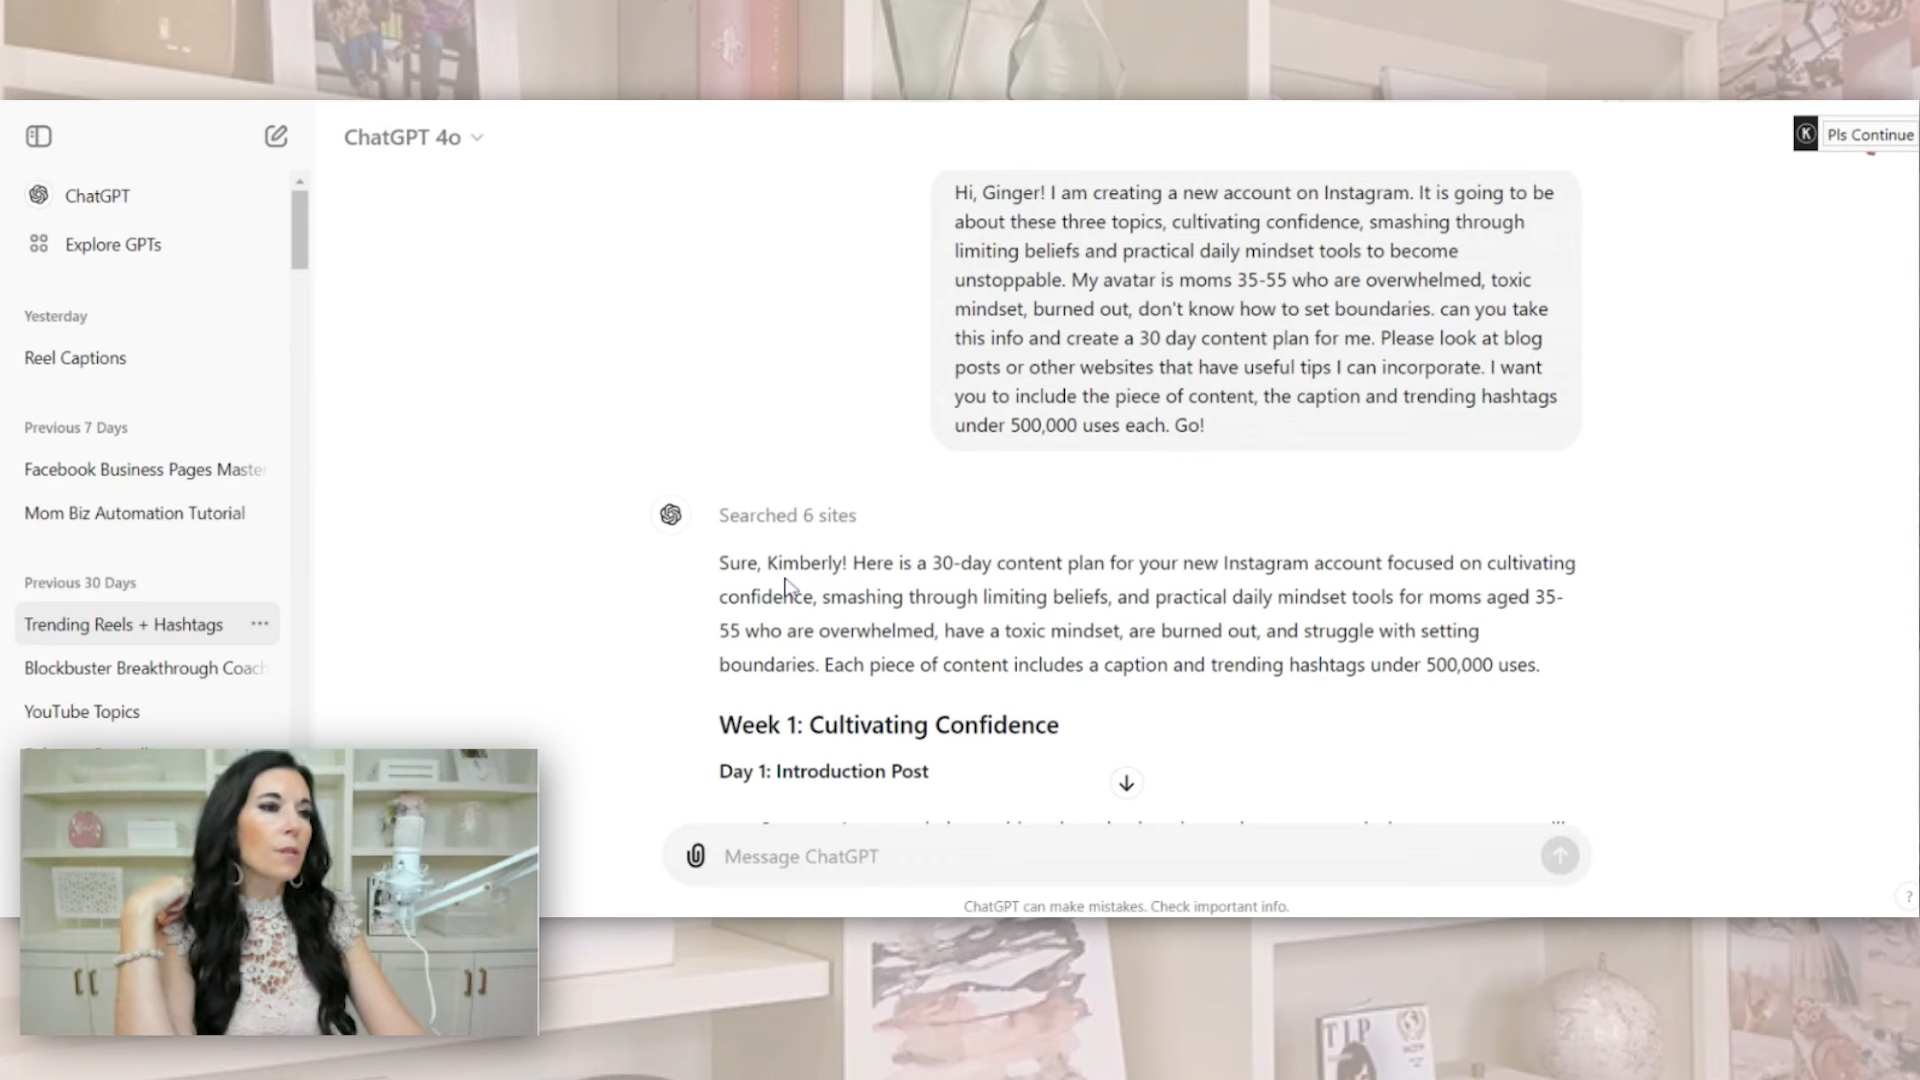 ChatGPT 4o
K Pls Continue
ChatGPT
Explore GPTs
Yesterday
Reel Captions
Previous 7 Days
Facebook Business Pages Master
Mom Biz Automation Tutorial
Previous 30 Days
Trending Reels + Hashtags
Blockbuster Breakthrough Coach
YouTube Topics
Hi, Ginger! I am creating a new account on Instagram. It is going to be
about these three topics, cultivating confidence, smashing through
limiting beliefs and practical daily mindset tools to become
unstoppable. My avatar is moms 35-55 who are overwhelmed, toxic
mindset, burned out, don't know how to set boundaries. can you take
this info and create a 30 day content plan for me. Please look at blog
posts or other websites that have useful tips I can incorporate. I want
you to include the piece of content, the caption and trending hashtags
under 500,000 uses each. Go!
Searched 6 sites
Sure, Kimberly! Here is a 30-day content plan for your new Instagram account focused on cultivating
confidence, smashing through limiting beliefs, and practical daily mindset tools for moms aged 35-
55 who are overwhelmed, have a toxic mindset, are burned out, and struggle with setting
boundaries. Each piece of content includes a caption and trending hashtags under 500,000 uses.
Week 1: Cultivating Confidence
Day 1: Introduction Post
Message ChatGPT
ChatGPT can make mistakes. Check important info.
?
TIP